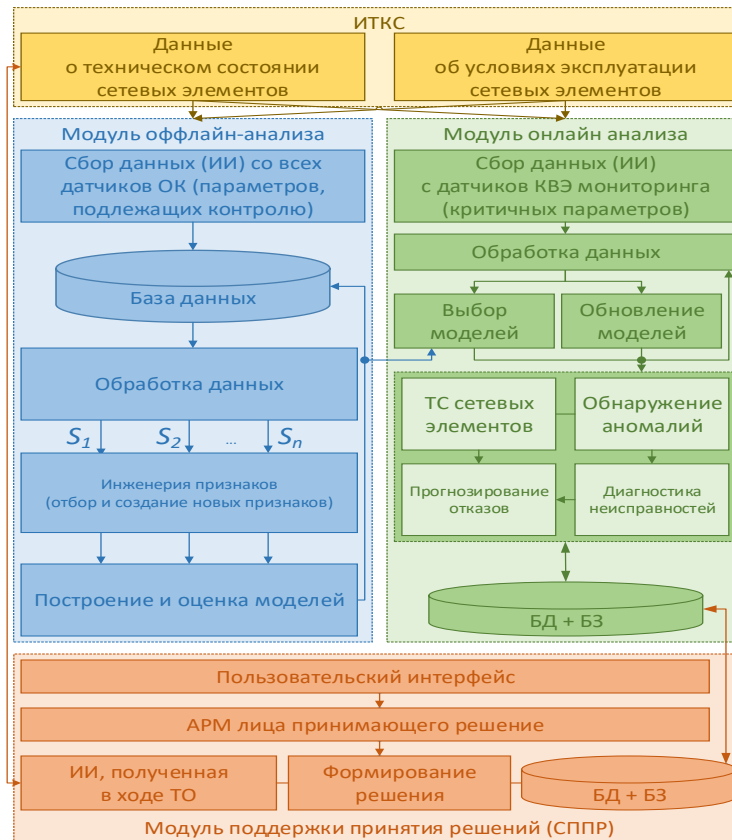 ИТКС
Данные
о техническом состоянии
сетевых элементов
Данные
об условиях эксплуатации
сетевых элементов
Модуль оффлайн-анализа
Сбор данных (ИИ) со всех
датчиков ОК (параметров,
подлежащих контролю)
База данных
Обработка данных
S1 S2 ... Sn
Инженерия признаков
(отбор и создание новых признаков)
Построение и оценка моделей
Модуль онлайн анализа
Сбор данных (ИИ)
с датчиков КВЭ мониторинга
(критичных параметров)
Обработка данных
Выбор
моделей
Обновление
моделей
ТС сетевых
элементов
Обнаружение
аномалий
Прогнозирование
отказов
Диагностика
неисправностей
БД + БЗ
Пользовательский интерфейс
АРМ лица принимающего решение
ИИ, полученная
в ходе ТО
Формирование
решения
БД + БЗ
Модуль поддержки принятия решений (СППР)